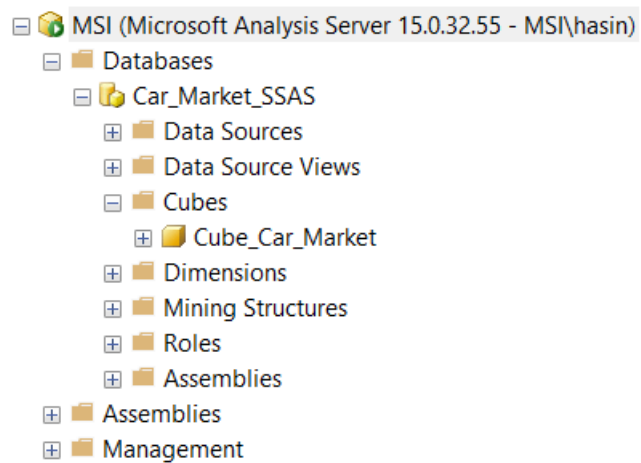 MSI (Microsoft Analysis Server 15.0.32.55 - MSI\hasin)
Databases
Car_Market_SSAS
Data Sources
Data Source Views
Cubes
Cube_Car_Market
Dimensions
Mining Structures
Roles
Assemblies
Assemblies
Management